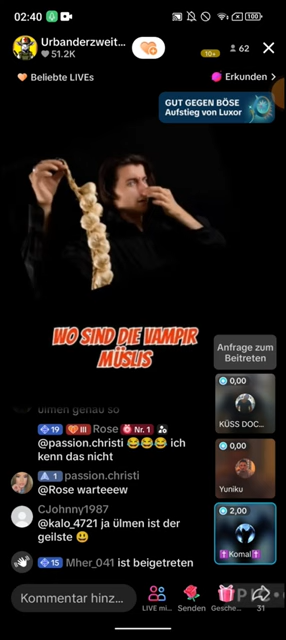 02:40
100
Urbanderzweit...
51.2K
10+
62
Beliebte LIVEs
Erkunden >
GUT GEGEN BÖSE
Aufstieg von Luxor
WO SIND DIE VAMPIR
MÜSLIS
Anfrage zum
Beitreten
0,00
KÜSS DOC...
0,00
Yuniku
2,00
Komal
ülmen genau so
19 III Rose Nr. 1
@passion.christi 😂😂😂 ich
kenn das nicht
1 passion.christi
@Rose warteeew
CJohnny1987
@kalo_4721 ja ülmen ist der
geilste 😃
15 Mher_041 ist beigetreten
Kommentar hinz...
LIVE mi...
Senden
Gesche...
31